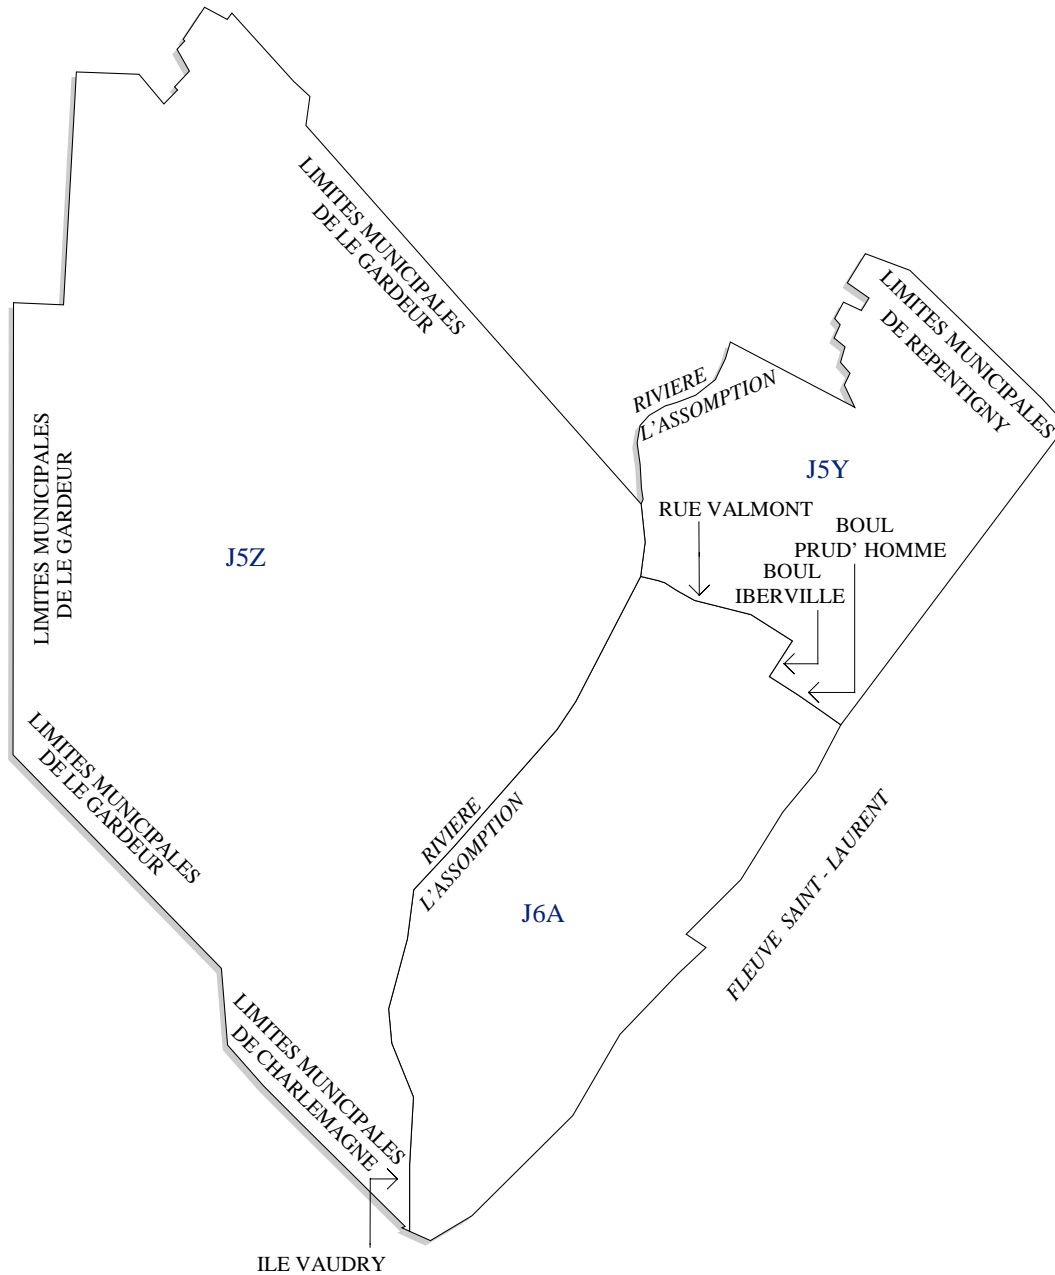 LIMITES MUNICIPALES
DE LE GARDEUR
LIMITES MUNICIPALES
DE REPENTIGNY
RIVIERE
L'ASSOMPTION
J5Y
LIMITES MUNICIPALES
DE LE GARDEUR
RUE VALMONT
BOUL
PRUD' HOMME
J5Z
BOUL
IBERVILLE
LIMITES MUNICIPALES
DE LE GARDEUR
RIVIERE
L'ASSOMPTION
FLEUVE SAINT - LAURENT
J6A
LIMITES MUNICIPALES
DE CHARLEMAGNE
ILE VAUDRY